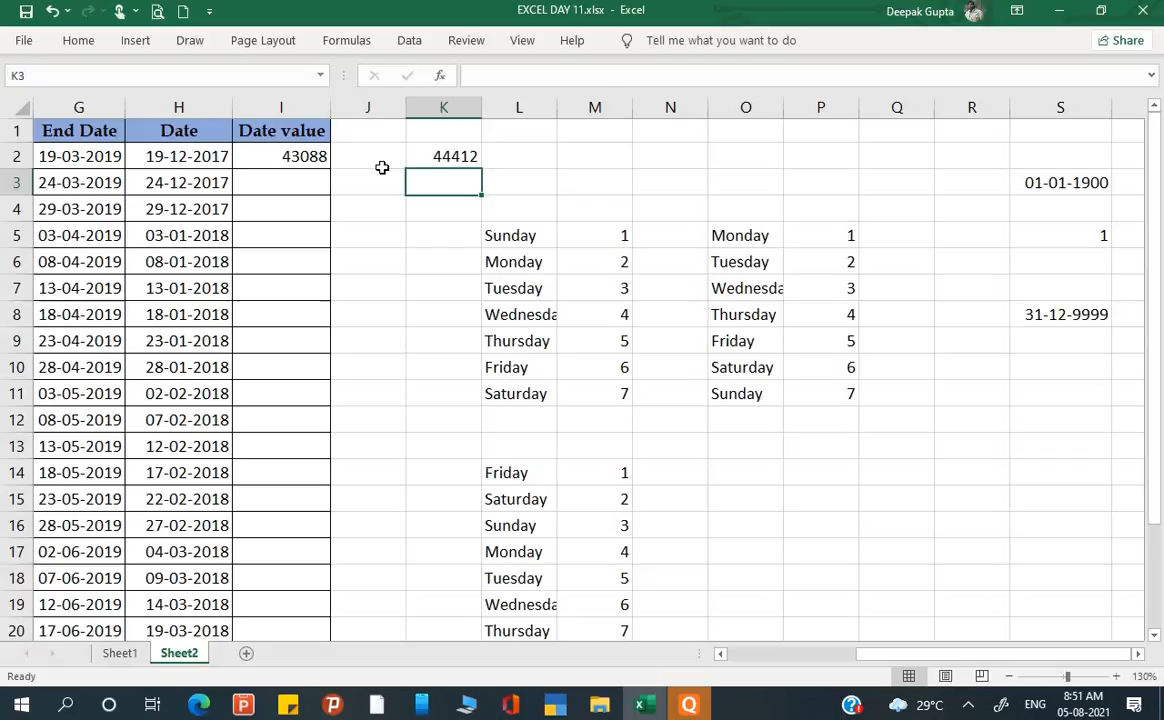 EXCEL DAY 11.xlsx - Excel
Deepak Gupta
File Home Insert Draw Page Layout Formulas Data Review View Help Tell me what you want to do Share
K3
fx
G H I J K L M N O P Q R S
1 End Date Date Date value
2 19-03-2019 19-12-2017 43088 44412
3 24-03-2019 24-12-2017 01-01-1900
4 29-03-2019 29-12-2017
5 03-04-2019 03-01-2018 Sunday 1 Monday 1 1
6 08-04-2019 08-01-2018 Monday 2 Tuesday 2
7 13-04-2019 13-01-2018 Tuesday 3 Wednesda 3
8 18-04-2019 18-01-2018 Wednesda 4 Thursday 4 31-12-9999
9 23-04-2019 23-01-2018 Thursday 5 Friday 5
10 28-04-2019 28-01-2018 Friday 6 Saturday 6
11 03-05-2019 02-02-2018 Saturday 7 Sunday 7
12 08-05-2019 07-02-2018
13 13-05-2019 12-02-2018
14 18-05-2019 17-02-2018 Friday 1
15 23-05-2019 22-02-2018 Saturday 2
16 28-05-2019 27-02-2018 Sunday 3
17 02-06-2019 04-03-2018 Monday 4
18 07-06-2019 09-03-2018 Tuesday 5
19 12-06-2019 14-03-2018 Wednesda 6
20 17-06-2019 19-03-2018 Thursday 7
Sheet1 Sheet2
Ready 130%
29°C ENG 8:51 AM
05-08-2021